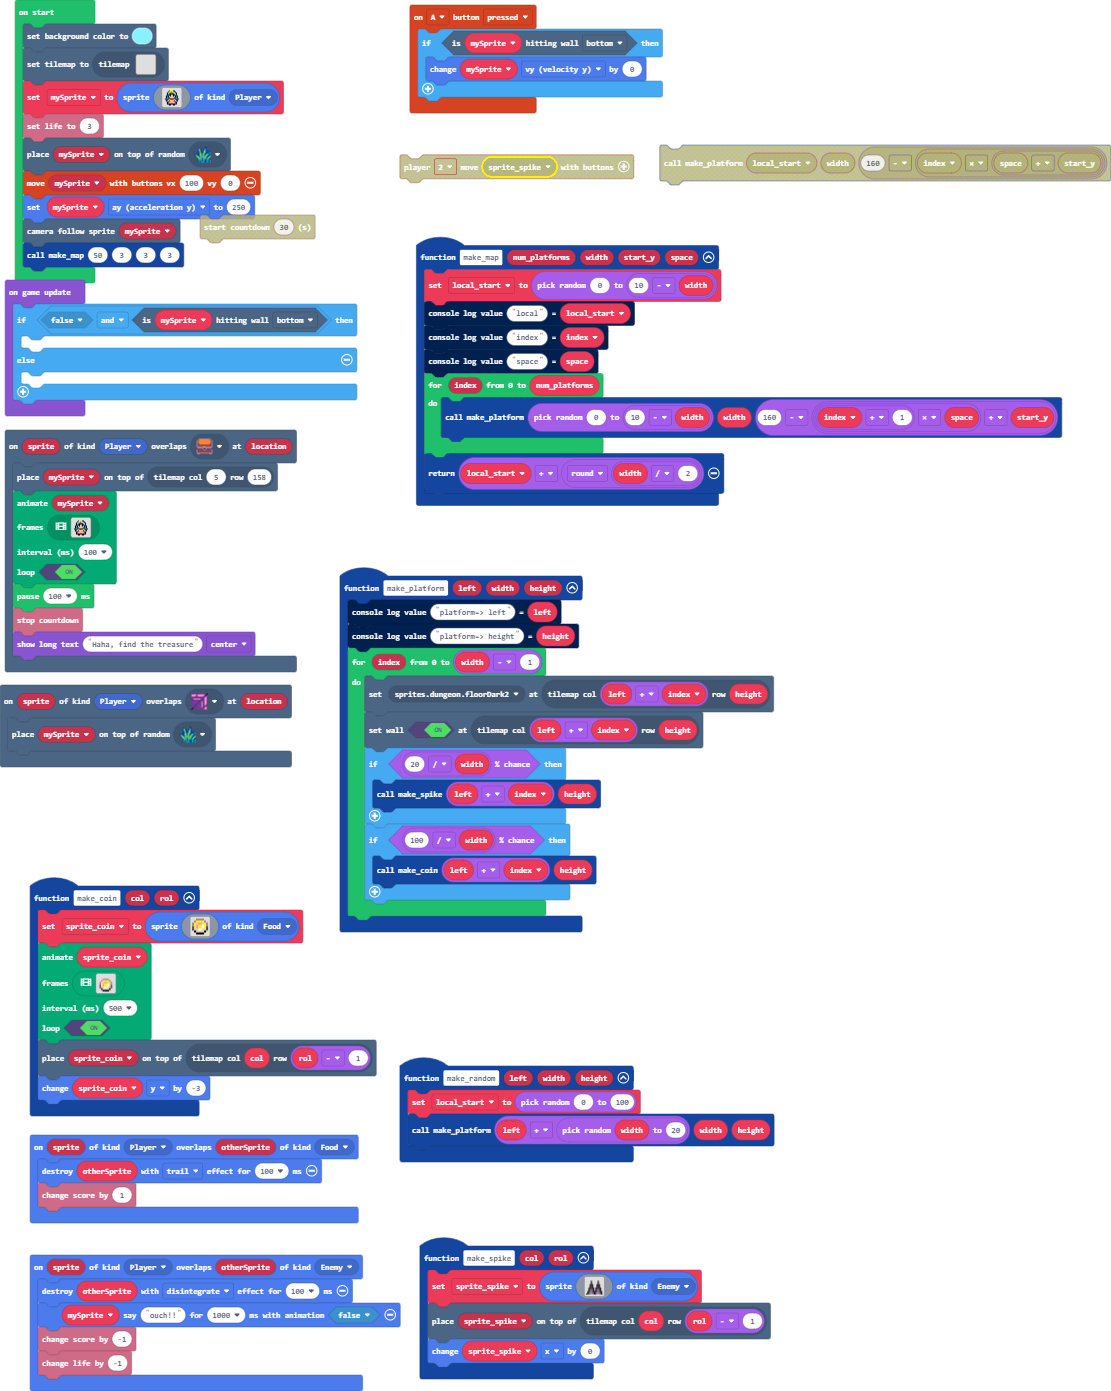 on start
set background color to
set tilemap to tilemap
set mySprite to sprite of kind Player
set life to 3
place mySprite on top of random
move mySprite with buttons vx 100 vy 0
set mySprite ay (acceleration y) to 250
camera follow sprite mySprite
start countdown 30 (s)
call make_map 50 3 3 3
on game update
if false and is mySprite hitting wall bottom then
else
on sprite of kind Player overlaps at location
place mySprite on top of tilemap col 5 row 158
animate mySprite
frames
interval (ms) 100
loop ON
pause 100 ms
stop countdown
show long text "Haha, find the treasure" center
on sprite of kind Player overlaps at location
place mySprite on top of random
on A button pressed
if is mySprite hitting wall bottom then
change mySprite vy (velocity y) by 0
player 2 move sprite_spike with buttons
call make_platform local_start width 160 - index × space + start_y
function make_map num_platforms width start_y space
set local_start to pick random 0 to 10 - width
console log value "local" = local_start
console log value "index" = index
console log value "space" = space
for index from 0 to num_platforms
do
call make_platform pick random 0 to 10 - width width 160 - index + 1 × space + start_y
return local_start + round width / 2
function make_platform left width height
console log value "platform=> left" = left
console log value "platform=> height" = height
for index from 0 to width - 1
do
set sprites.dungeon.floorDark2 at tilemap col left + index row height
set wall ON at tilemap col left + index row height
if 20 / width % chance then
call make_spike left + index height
if 100 / width % chance then
call make_coin left + index height
function make_coin col rol
set sprite_coin to sprite of kind Food
animate sprite_coin
frames
interval (ms) 500
loop ON
place sprite_coin on top of tilemap col col row rol - 1
change sprite_coin y by -3
function make_random left width height
set local_start to pick random 0 to 100
call make_platform left + pick random width to 20 width height
on sprite of kind Player overlaps otherSprite of kind Food
destroy otherSprite with trail effect for 100 ms
change score by 1
on sprite of kind Player overlaps otherSprite of kind Enemy
destroy otherSprite with disintegrate effect for 100 ms
mySprite say "ouch!!" for 1000 ms with animation false
change score by -1
change life by -1
function make_spike col rol
set sprite_spike to sprite of kind Enemy
place sprite_spike on top of tilemap col col row rol - 1
change sprite_spike x by 0